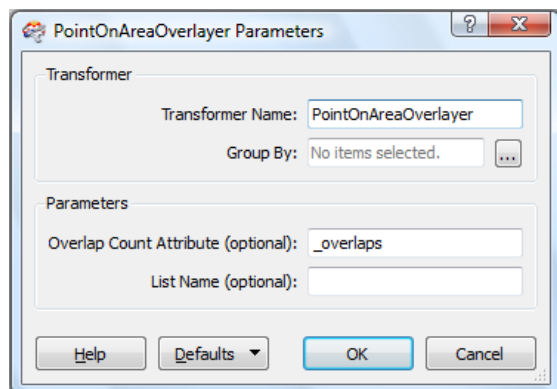 PointOnAreaOverlayer Parameters
? X
Transformer
Transformer Name: PointOnAreaOverlayer
Group By: No items selected. ...
Parameters
Overlap Count Attribute (optional): _overlaps
List Name (optional):
Help Defaults OK Cancel